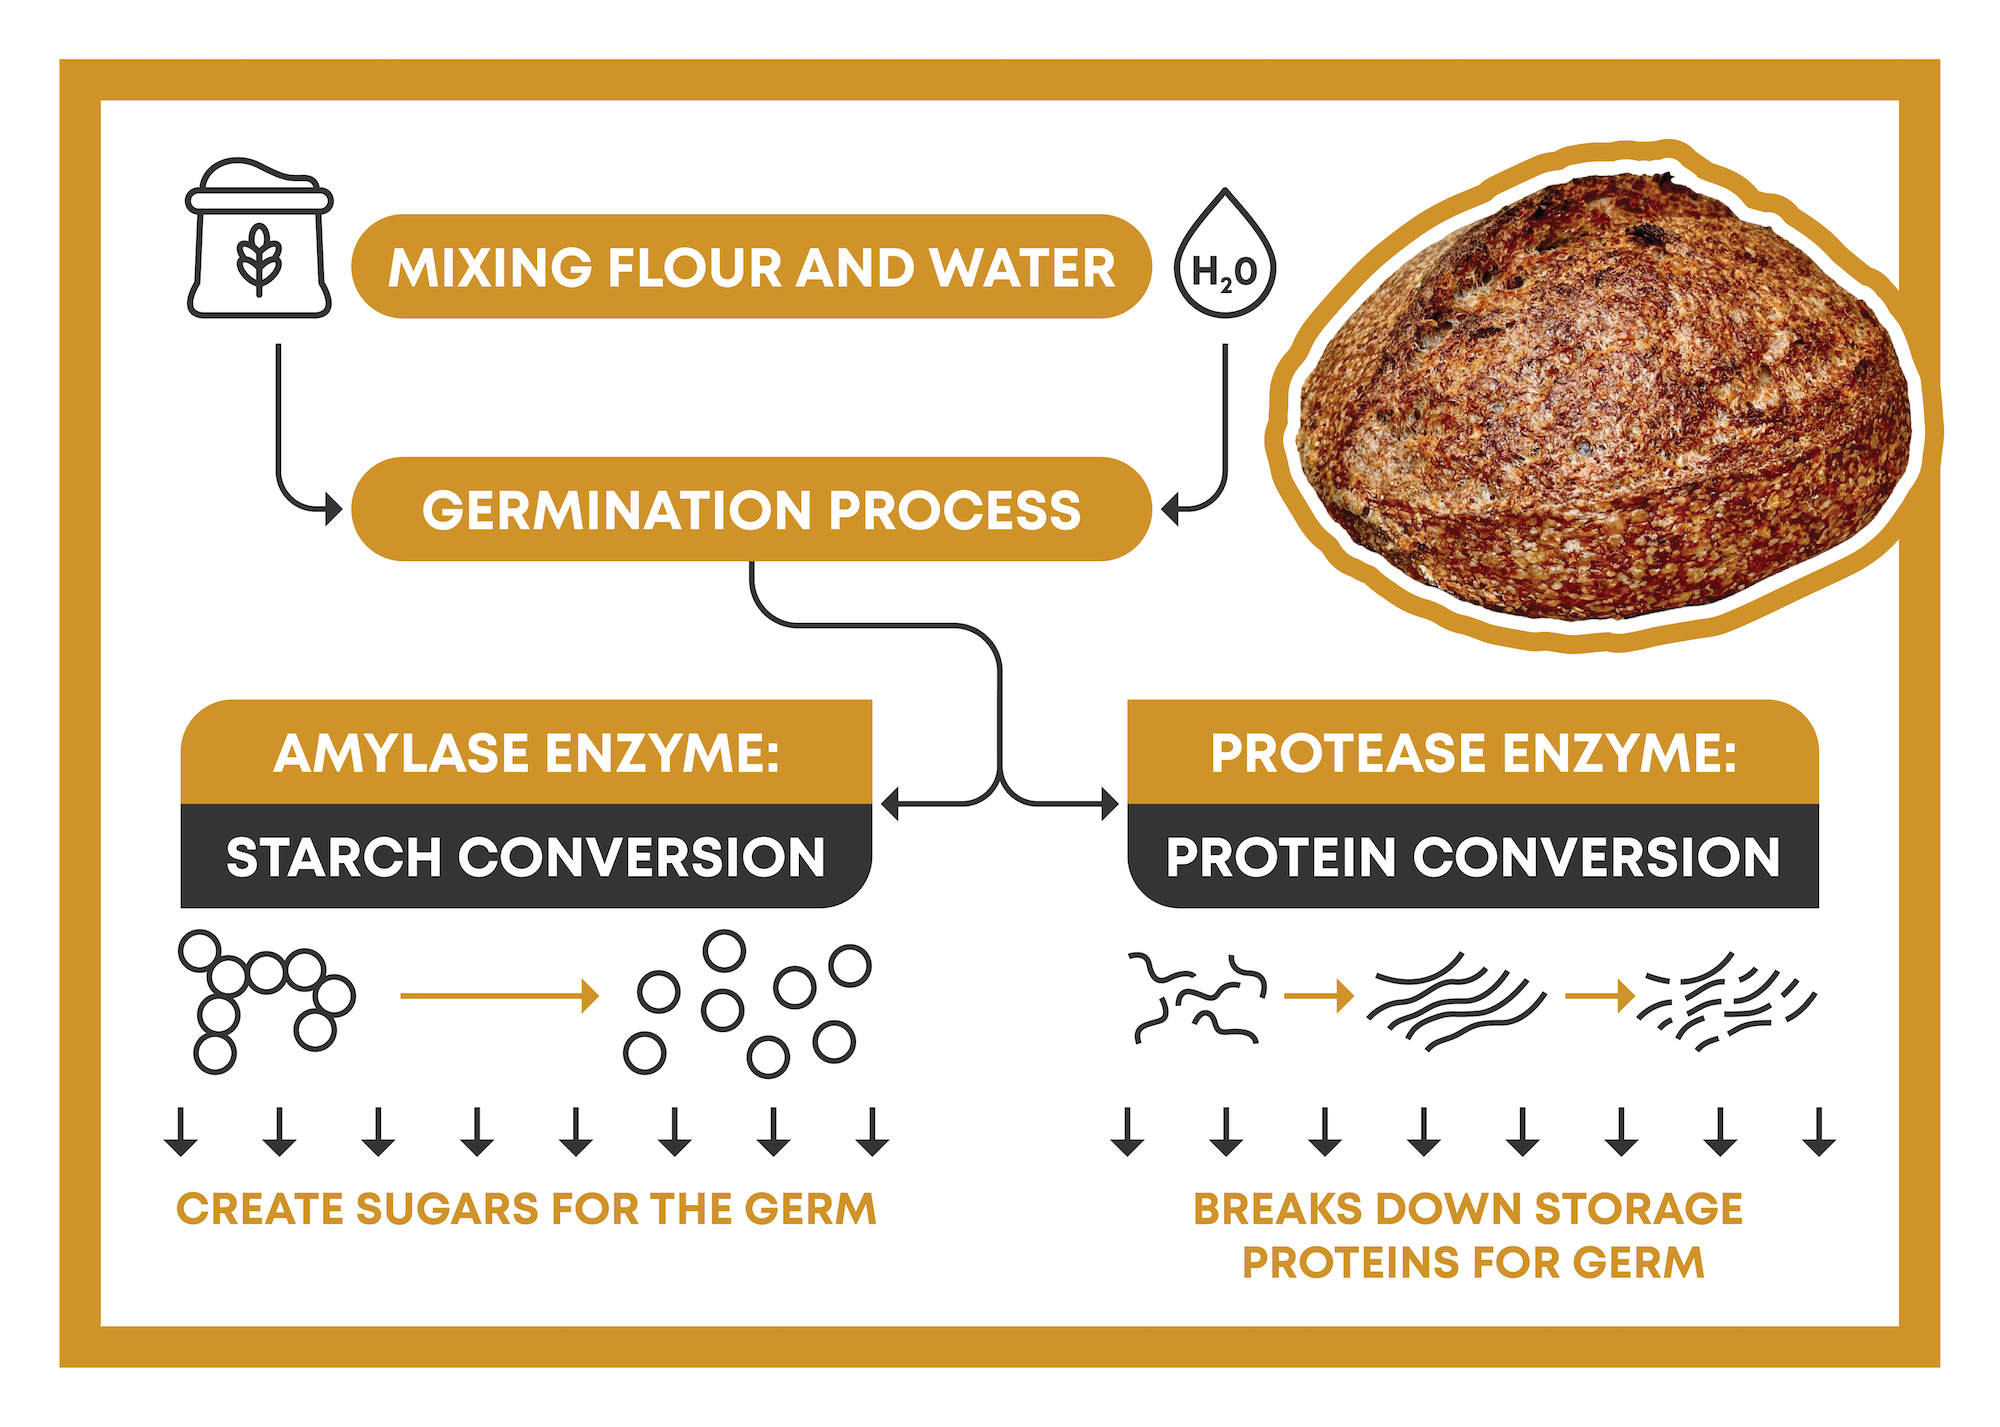 MIXING FLOUR AND WATER
H₂0
GERMINATION PROCESS
AMYLASE ENZYME:
STARCH CONVERSION
PROTEASE ENZYME:
PROTEIN CONVERSION
CREATE SUGARS FOR THE GERM
BREAKS DOWN STORAGE
PROTEINS FOR GERM